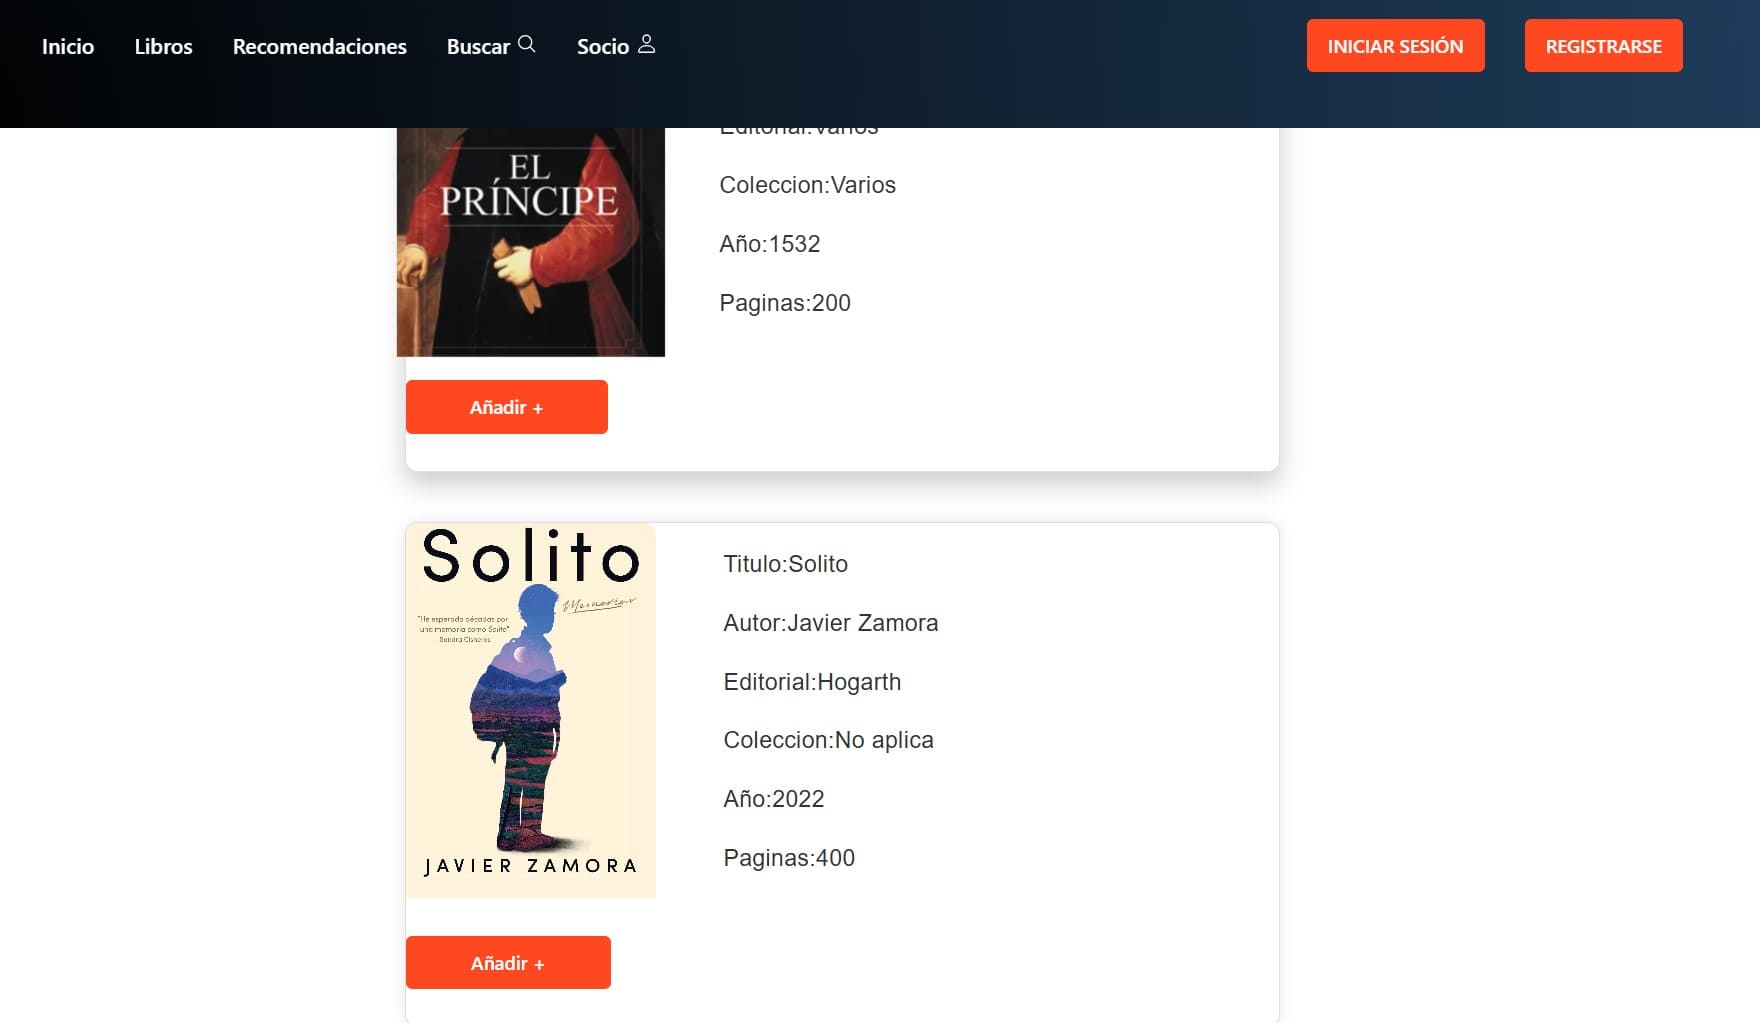 Inicio
Libros
Recomendaciones
Buscar
Socio
INICIAR SESIÓN
REGISTRARSE
Editorial:Varios
EL
PRÍNCIPE
Coleccion:Varios
Año:1532
Paginas:200
Añadir +
Solito
Memorias
"He esperado décadas por
una memoria como Solito"
Sandra Cisneros
JAVIER ZAMORA
Titulo:Solito
Autor:Javier Zamora
Editorial:Hogarth
Coleccion:No aplica
Año:2022
Paginas:400
Añadir +